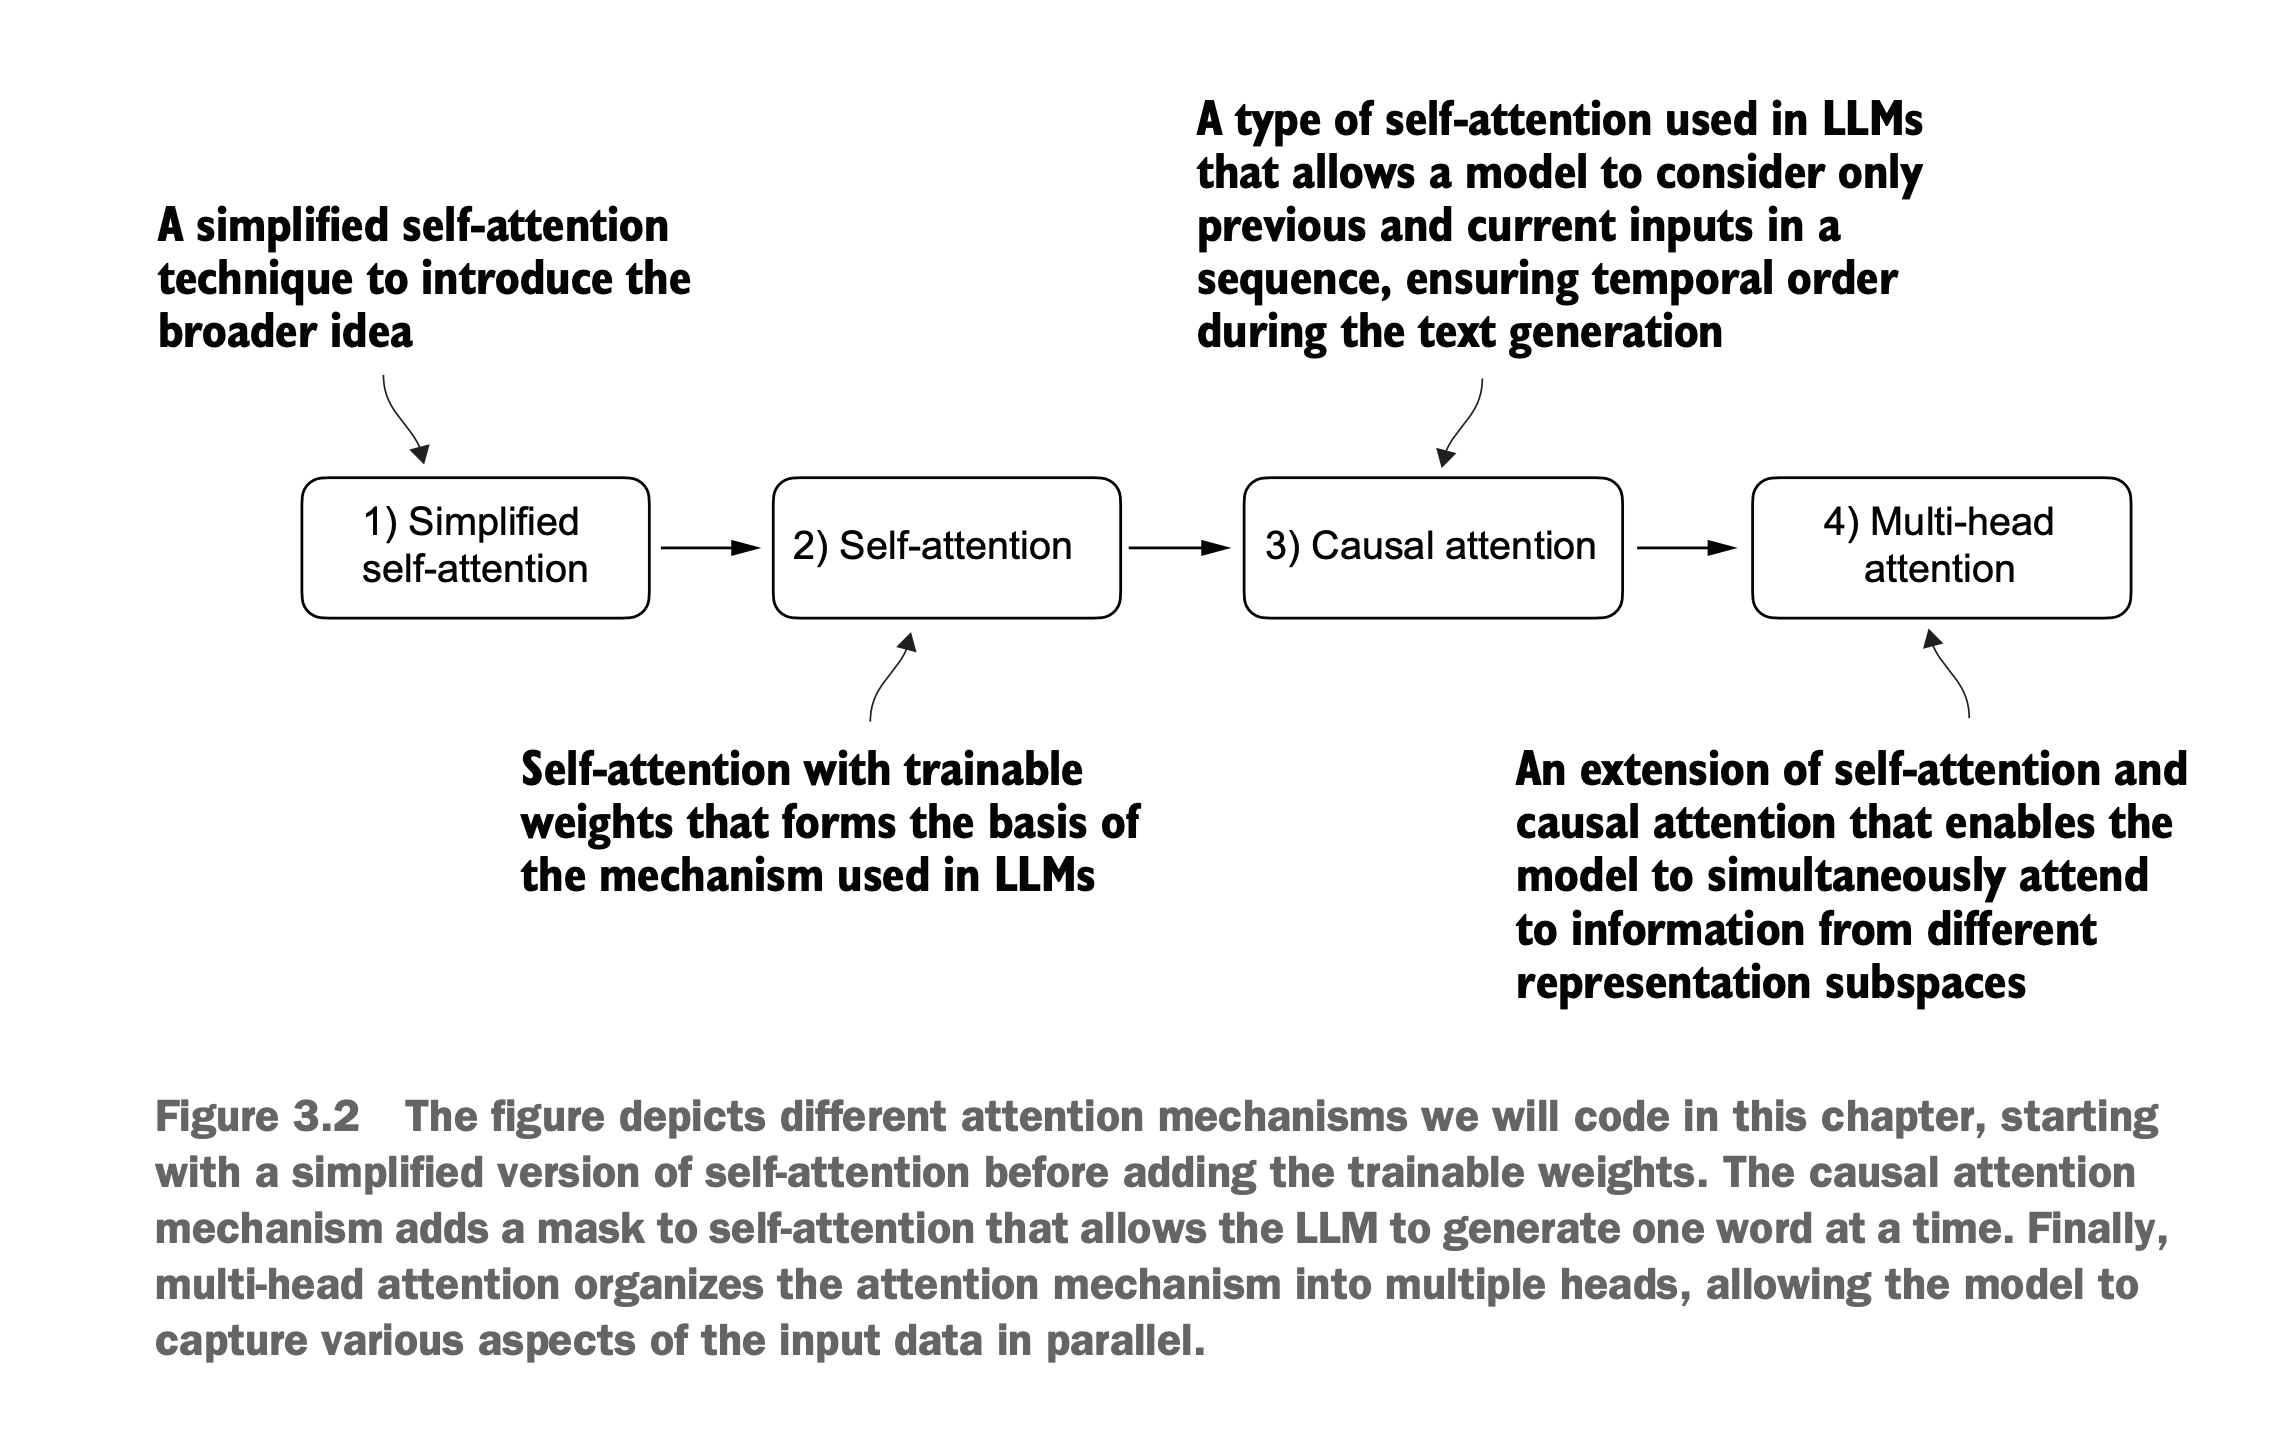 A simplified self-attention
technique to introduce the
broader idea
A type of self-attention used in LLMs
that allows a model to consider only
previous and current inputs in a
sequence, ensuring temporal order
during the text generation
1) Simplified
self-attention
2) Self-attention
3) Causal attention
4) Multi-head
attention
Self-attention with trainable
weights that forms the basis of
the mechanism used in LLMs
An extension of self-attention and
causal attention that enables the
model to simultaneously attend
to information from different
representation subspaces
Figure 3.2 The figure depicts different attention mechanisms we will code in this chapter, starting
with a simplified version of self-attention before adding the trainable weights. The causal attention
mechanism adds a mask to self-attention that allows the LLM to generate one word at a time. Finally,
multi-head attention organizes the attention mechanism into multiple heads, allowing the model to
capture various aspects of the input data in parallel.